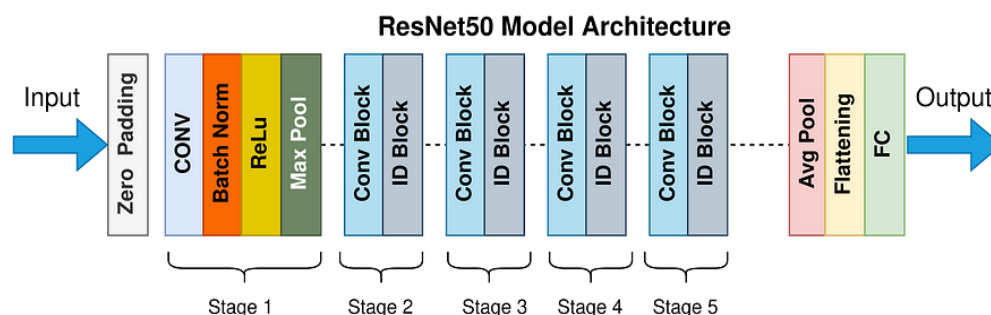 ResNet50 Model Architecture
Input
Zero Padding
CONV
Batch Norm
ReLu
Max Pool
Conv Block
ID Block
Conv Block
ID Block
Conv Block
ID Block
Conv Block
ID Block
Avg Pool
Flattening
FC
Output
Stage 1
Stage 2
Stage 3
Stage 4
Stage 5